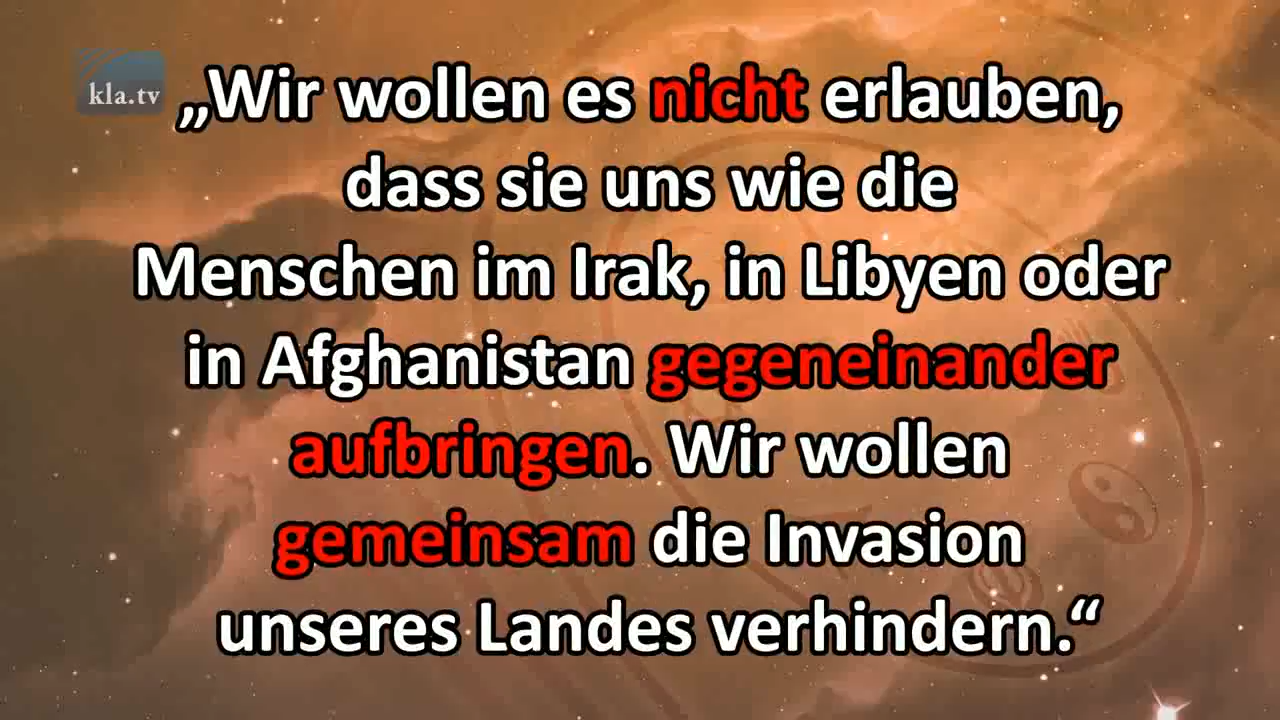 kla.tv
„Wir wollen es nicht erlauben,
dass sie uns wie die
Menschen im Irak, in Libyen oder
in Afghanistan gegeneinander
aufbringen. Wir wollen
gemeinsam die Invasion
unseres Landes verhindern.“